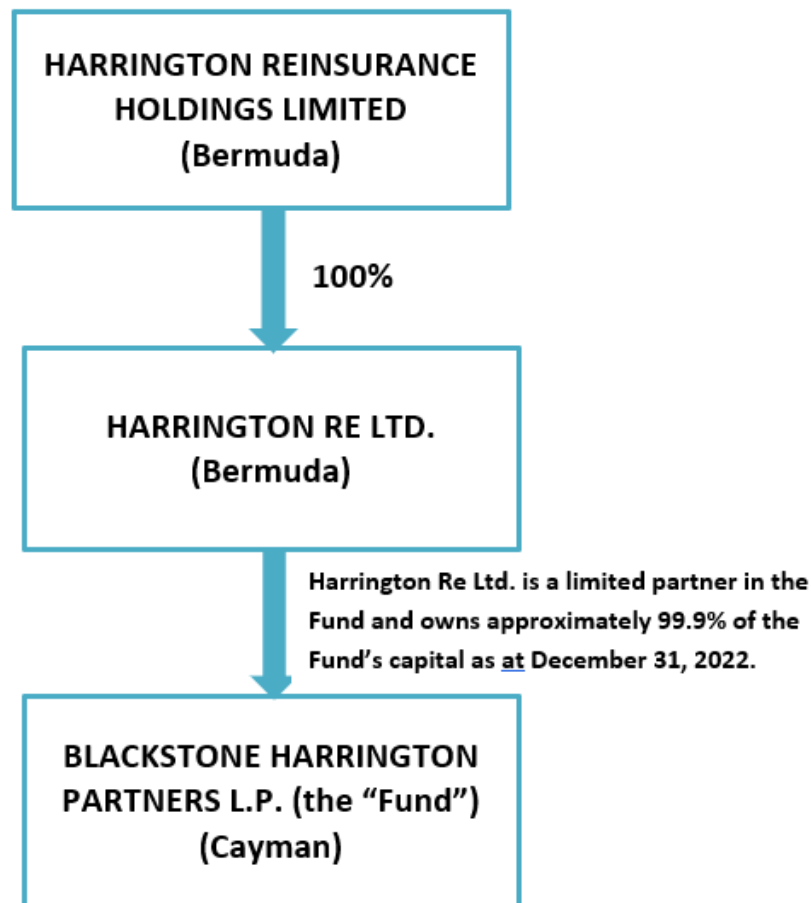 HARRINGTON REINSURANCE
HOLDINGS LIMITED
(Bermuda)
100%
HARRINGTON RE LTD.
(Bermuda)
Harrington Re Ltd. is a limited partner in the
Fund and owns approximately 99.9% of the
Fund’s capital as at December 31, 2022.
BLACKSTONE HARRINGTON
PARTNERS L.P. (the “Fund”)
(Cayman)